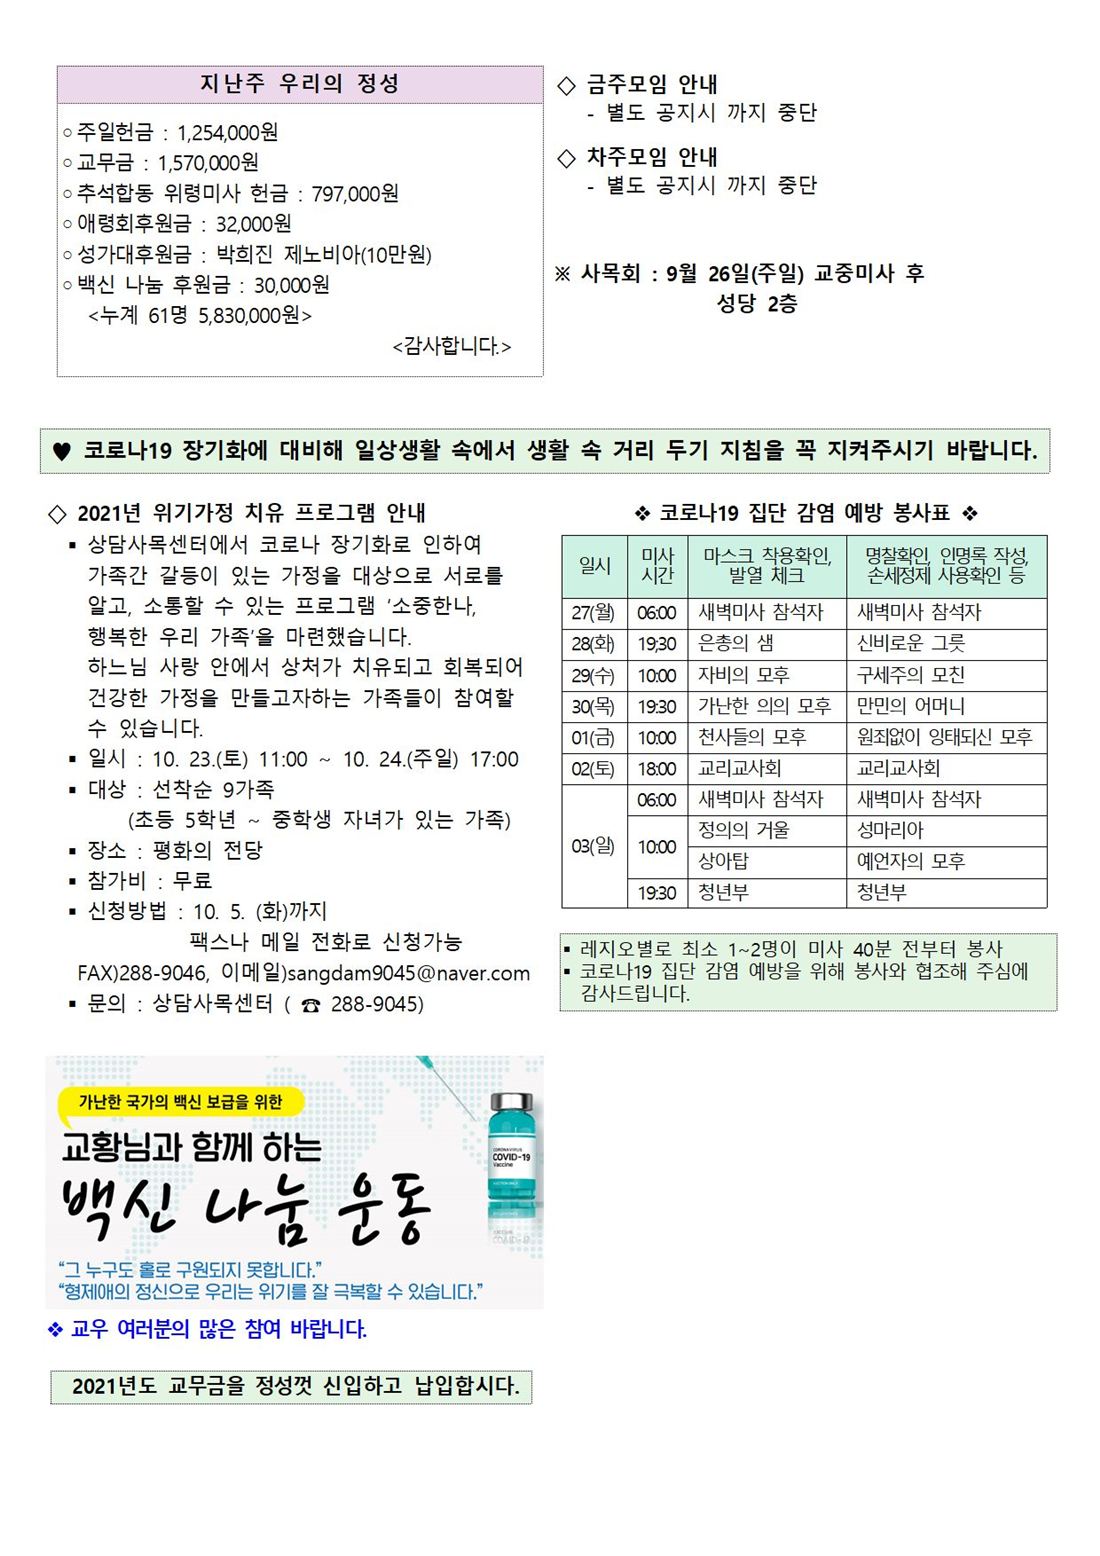 지난주 우리의 정성
○ 주일헌금 : 1,254,000원
○ 교무금 : 1,570,000원
○ 추석합동 위령미사 헌금 : 797,000원
○ 애령회후원금 : 32,000원
○ 성가대후원금 : 박희진 제노비아(10만원)
○ 백신 나눔 후원금 : 30,000원
<누계 61명 5,830,000원>
<감사합니다.>
◇ 금주모임 안내
- 별도 공지시 까지 중단
◇ 차주모임 안내
- 별도 공지시 까지 중단
※ 사목회 : 9월 26일(주일) 교중미사 후
성당 2층
♥ 코로나19 장기화에 대비해 일상생활 속에서 생활 속 거리 두기 지침을 꼭 지켜주시기 바랍니다.
◇ 2021년 위기가정 치유 프로그램 안내
▪ 상담사목센터에서 코로나 장기화로 인하여
가족간 갈등이 있는 가정을 대상으로 서로를
알고, 소통할 수 있는 프로그램 ‘소중한나,
행복한 우리 가족’을 마련했습니다.
하느님 사랑 안에서 상처가 치유되고 회복되어
건강한 가정을 만들고자하는 가족들이 참여할
수 있습니다.
▪ 일시 : 10. 23.(토) 11:00 ~ 10. 24.(주일) 17:00
▪ 대상 : 선착순 9가족
(초등 5학년 ~ 중학생 자녀가 있는 가족)
▪ 장소 : 평화의 전당
▪ 참가비 : 무료
▪ 신청방법 : 10. 5. (화)까지
팩스나 메일 전화로 신청가능
FAX)288-9046, 이메일)sangdam9045@naver.com
▪ 문의 : 상담사목센터 ( ☎ 288-9045)
❖ 코로나19 집단 감염 예방 봉사표 ❖
일시 미사 시간 마스크 착용확인, 발열 체크 명찰확인, 인명록 작성, 손세정제 사용확인 등
27(월) 06:00 새벽미사 참석자 새벽미사 참석자
28(화) 19;30 은총의 샘 신비로운 그릇
29(수) 10:00 자비의 모후 구세주의 모친
30(목) 19:30 가난한 의의 모후 만민의 어머니
01(금) 10:00 천사들의 모후 원죄없이 잉태되신 모후
02(토) 18:00 교리교사회 교리교사회
03(일) 06:00 새벽미사 참석자 새벽미사 참석자
10:00 정의의 거울 성마리아
상아탑 예언자의 모후
19:30 청년부 청년부
▪ 레지오별로 최소 1~2명이 미사 40분 전부터 봉사
▪ 코로나19 집단 감염 예방을 위해 봉사와 협조해 주심에
감사드립니다.
가난한 국가의 백신 보급을 위한
교황님과 함께 하는
백신 나눔 운동
“그 누구도 홀로 구원되지 못합니다.”
“형제애의 정신으로 우리는 위기를 잘 극복할 수 있습니다.”
CORONAVIRUS
COVID-19
Vaccine
❖ 교우 여러분의 많은 참여 바랍니다.
2021년도 교무금을 정성껏 신입하고 납입합시다.